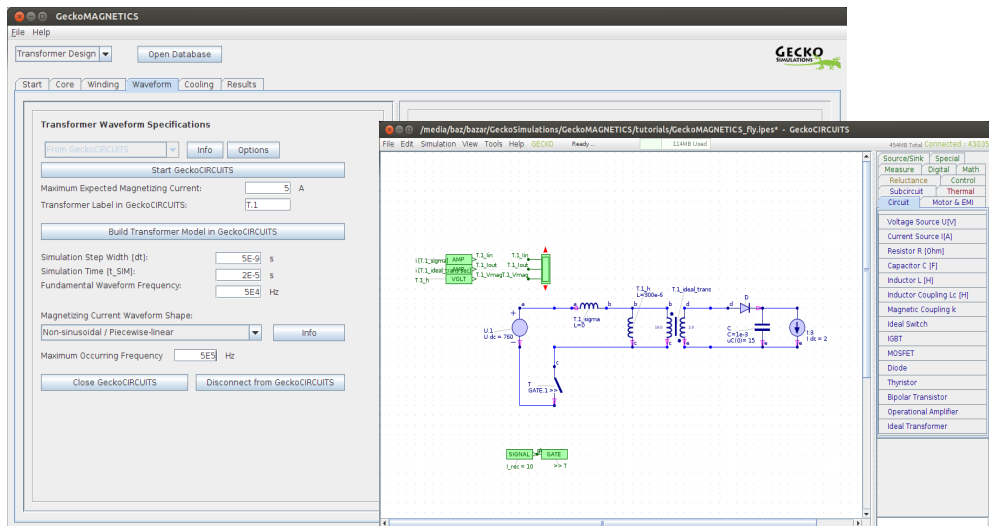 GeckoMAGNETICS
File Help
Transformer Design
Open Database
GECKO
SIMULATIONS
Start Core Winding Waveform Cooling Results
Transformer Waveform Specifications
From GeckoCIRCUITS Info Options
Start GeckoCIRCUITS
Maximum Expected Magnetizing Current: 5 A
Transformer Label in GeckoCIRCUITS: T.1
Build Transformer Model in GeckoCIRCUITS
Simulation Step Width [dt]: 5E-9 s
Simulation Time [t_SIM]: 2E-5 s
Fundamental Waveform Frequency: 5E4 Hz
Magnetizing Current Waveform Shape:
Non-sinusoidal / Piecewise-linear Info
Maximum Occurring Frequency 5E5 Hz
Close GeckoCIRCUITS Disconnect from GeckoCIRCUITS
/media/baz/bazar/GeckoSimulations/GeckoMAGNETICS/tutorials/GeckoMAGNETICS_fly.ipes* - GeckoCIRCUITS
File Edit Simulation View Tools Help GECKO Ready ... 114MB Used 454MB Total Connected : 43035
Source/Sink Special
Measure Digital Math
Reluctance Control
Subcircuit Thermal
Circuit Motor & EMI
Voltage Source U[V]
Current Source I[A]
Resistor R [Ohm]
Capacitor C [F]
Inductor L [H]
Inductor Coupling Lc [H]
Magnetic Coupling k
Ideal Switch
IGBT
MOSFET
Diode
Thyristor
Bipolar Transistor
Operational Amplifier
Ideal Transformer
i[T.1_sigma] AMP T.1_Iin T.1_Iin
T.1_Iout T.1_Iout
T.1_h VOLT T.1_Vmag T.1_Vmag
T.1_h
L=300e-6
T.1_ideal_trans
a b b d d c D
T.1_sigma
L=0
U.1
U dc = 760
C
C=1e-3
uC(0)= 15
I.3
I dc = 2
c
T
GATE.1 >>
SIGNAL GATE
I_rec = 10 >> T